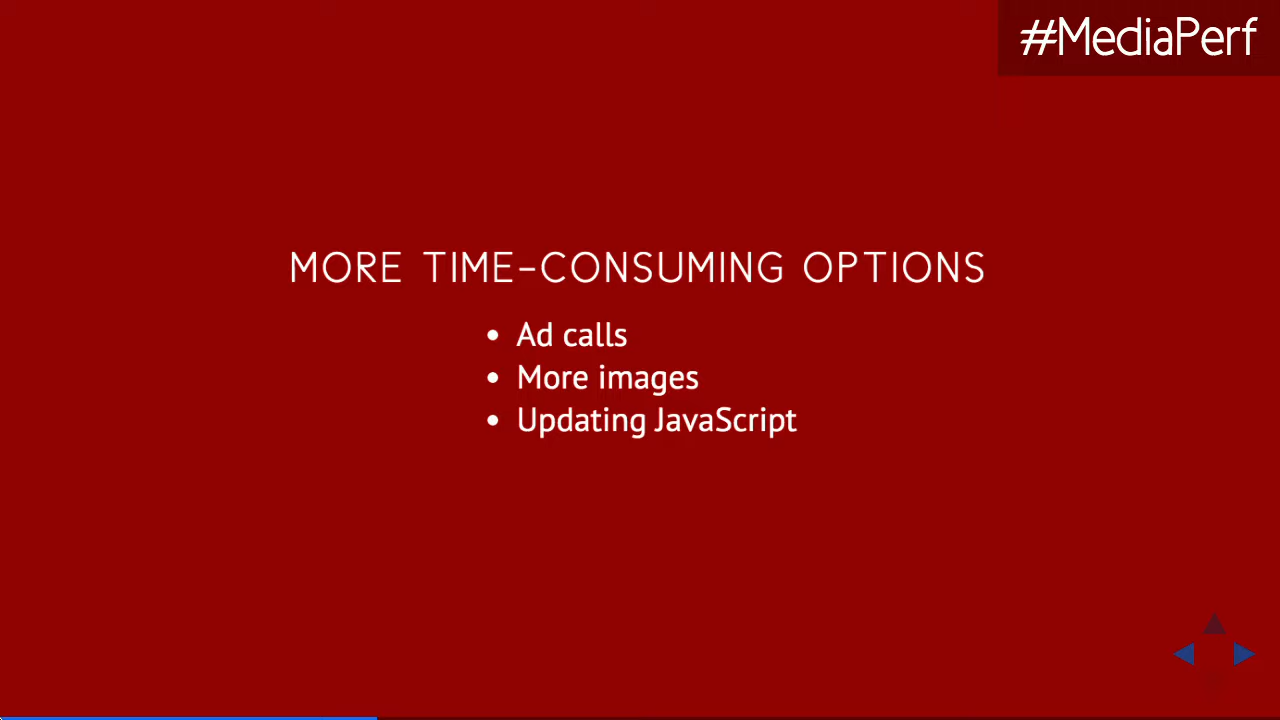 #MediaPerf
MORE TIME-CONSUMING OPTIONS
• Ad calls
• More images
• Updating JavaScript